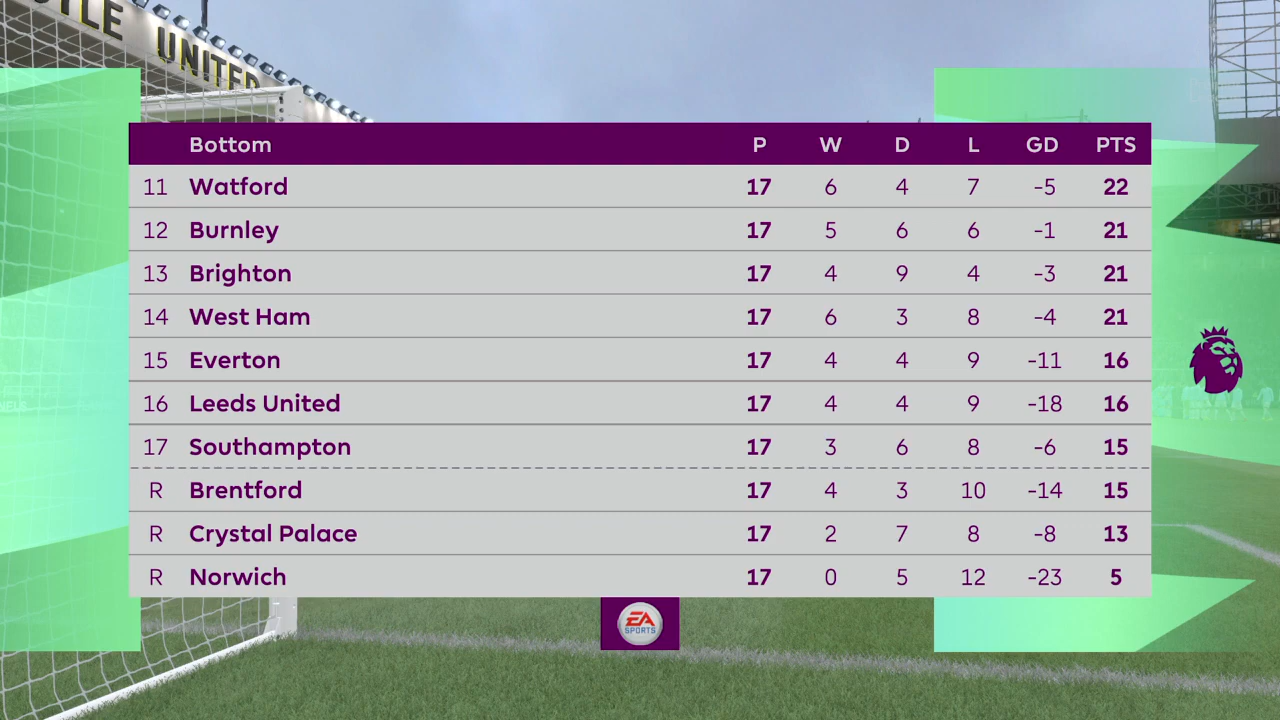 UNITED
Bottom P W D L GD PTS
11 Watford 17 6 4 7 -5 22
12 Burnley 17 5 6 6 -1 21
13 Brighton 17 4 9 4 -3 21
14 West Ham 17 6 3 8 -4 21
15 Everton 17 4 4 9 -11 16
16 Leeds United 17 4 4 9 -18 16
17 Southampton 17 3 6 8 -6 15
R Brentford 17 4 3 10 -14 15
R Crystal Palace 17 2 7 8 -8 13
R Norwich 17 0 5 12 -23 5
EA
SPORTS